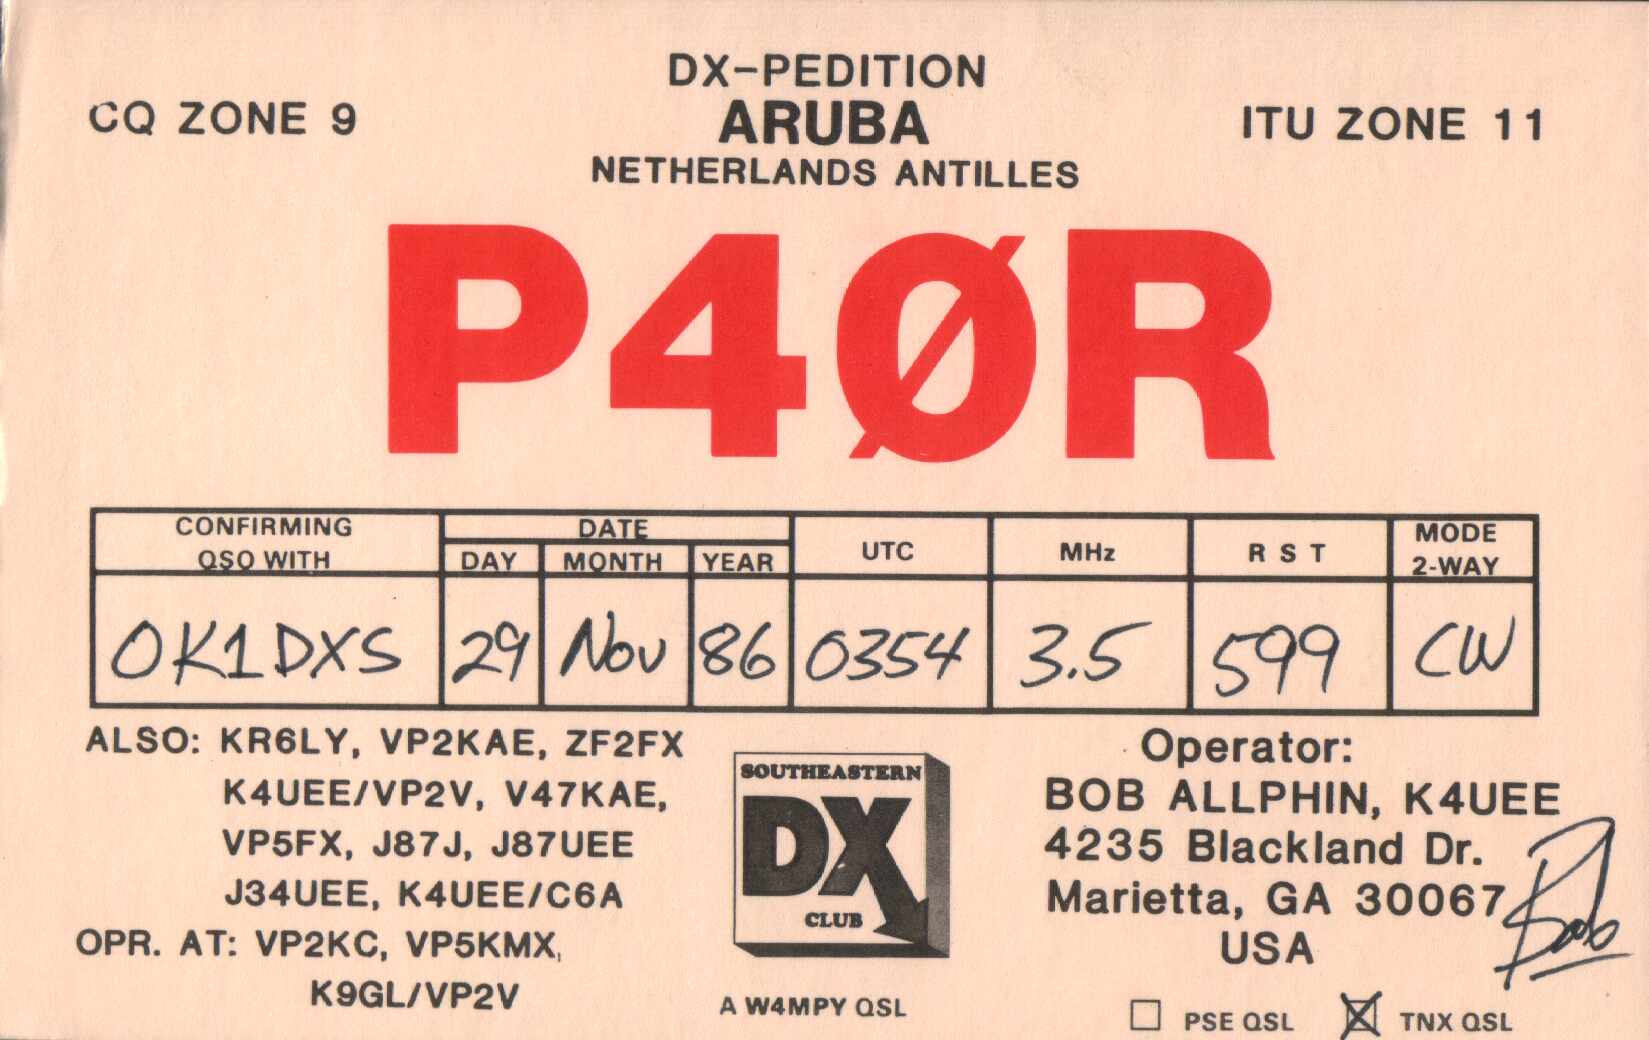 DX-PEDITION
CQ ZONE 9 ARUBA ITU ZONE 11
NETHERLANDS ANTILLES
P4ØR
CONFIRMING QSO WITH DATE DAY MONTH YEAR UTC MHz RST MODE 2-WAY
OK1DXS 29 Nov 86 0354 3.5 599 CW
ALSO: KR6LY, VP2KAE, ZF2FX
K4UEE/VP2V, V47KAE,
VP5FX, J87J, J87UEE
J34UEE, K4UEE/C6A
OPR. AT: VP2KC, VP5KMX,
K9GL/VP2V
SOUTHEASTERN
DX
CLUB
A W4MPY QSL
Operator:
BOB ALLPHIN, K4UEE
4235 Blackland Dr.
Marietta, GA 30067
USA
Bob
PSE QSL TNX QSL